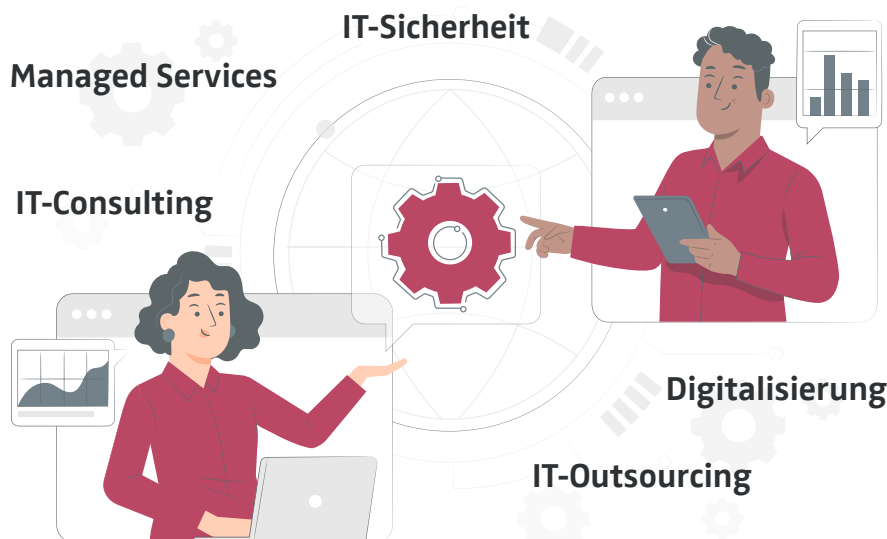 IT-Sicherheit
Managed Services
IT-Consulting
Digitalisierung
IT-Outsourcing